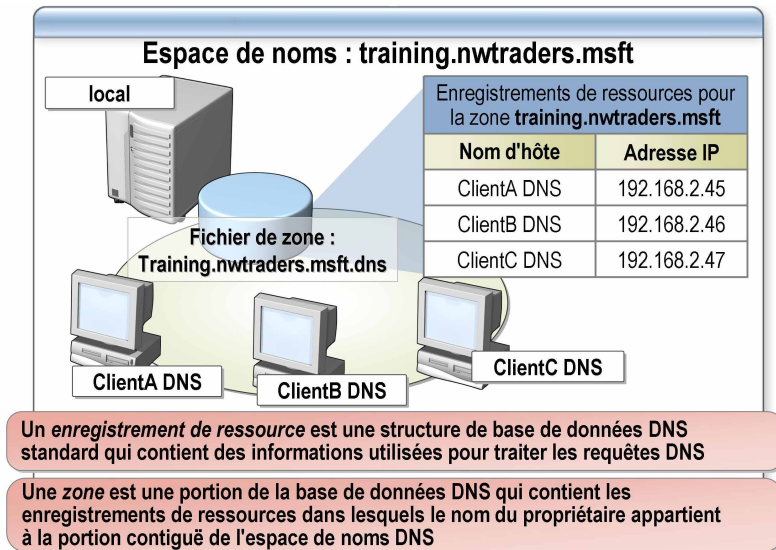 Espace de noms : training.nwtraders.msft
local
Enregistrements de ressources pour
la zone training.nwtraders.msft
Nom d'hôte Adresse IP
ClientA DNS 192.168.2.45
ClientB DNS 192.168.2.46
ClientC DNS 192.168.2.47
Fichier de zone :
Training.nwtraders.msft.dns
ClientA DNS
ClientB DNS
ClientC DNS
Un enregistrement de ressource est une structure de base de données DNS
standard qui contient des informations utilisées pour traiter les requêtes DNS
Une zone est une portion de la base de données DNS qui contient les
enregistrements de ressources dans lesquels le nom du propriétaire appartient
à la portion contiguë de l'espace de noms DNS